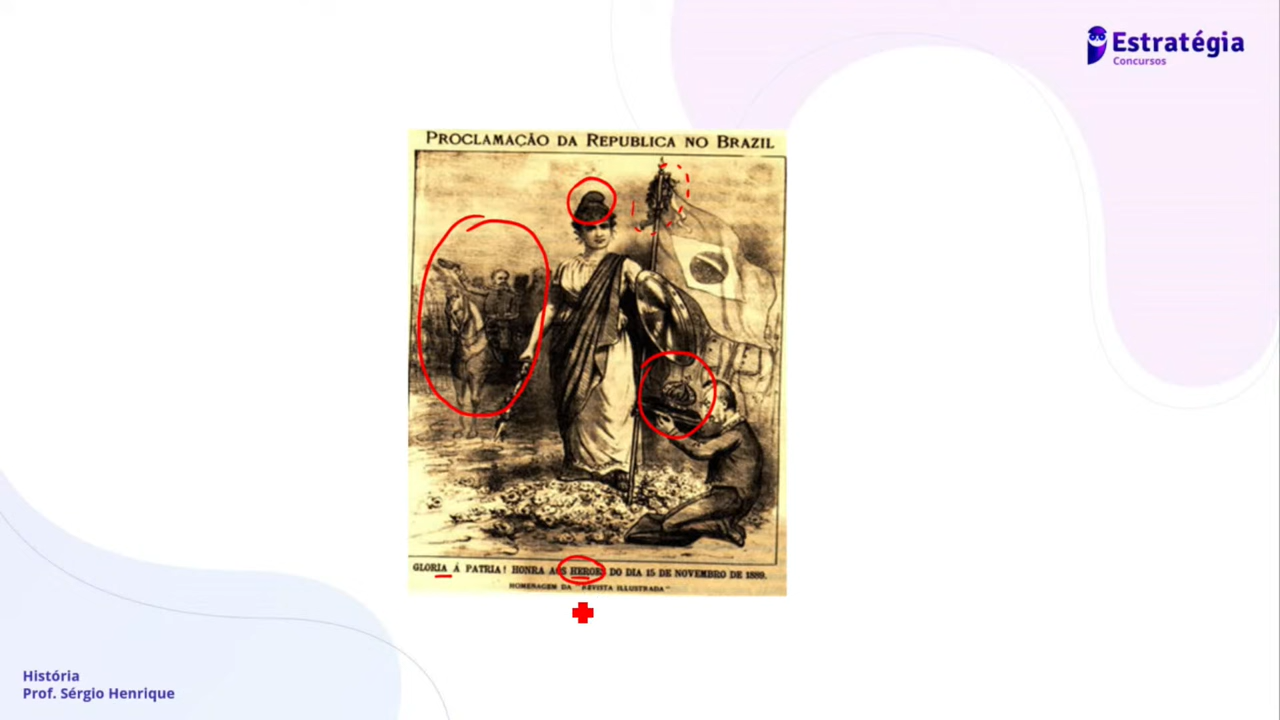 Estratégia
Concursos
PROCLAMAÇÃO DA REPUBLICA NO BRAZIL
GLORIA Á PATRIA! HONRA AOS HEROES DO DIA 15 DE NOVEMBRO DE 1889.
HOMENAGEM DA "REVISTA ILLUSTRADA"
História
Prof. Sérgio Henrique